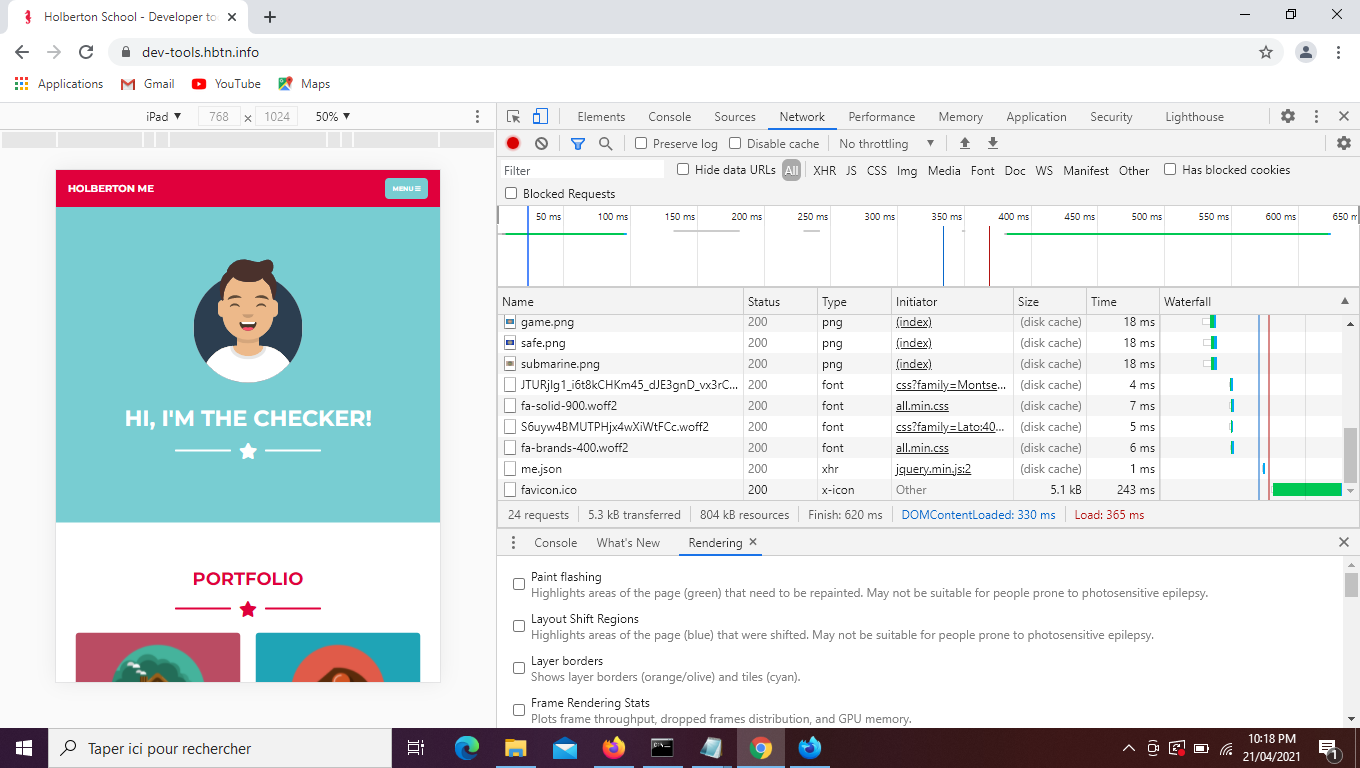 Holberton School - Developer to
dev-tools.hbtn.info
Applications Gmail YouTube Maps
iPad ▼ 768 × 1024 50% ▼
HOLBERTON ME
MENU
HI, I'M THE CHECKER!
PORTFOLIO
Elements Console Sources Network Performance Memory Application Security Lighthouse
Preserve log Disable cache No throttling ▼
Filter Hide data URLs All XHR JS CSS Img Media Font Doc WS Manifest Other Has blocked cookies
Blocked Requests
50 ms 100 ms 150 ms 200 ms 250 ms 300 ms 350 ms 400 ms 450 ms 500 ms 550 ms 600 ms 650 m
Name Status Type Initiator Size Time Waterfall
game.png 200 png (index) (disk cache) 18 ms
safe.png 200 png (index) (disk cache) 18 ms
submarine.png 200 png (index) (disk cache) 18 ms
JTURjIg1_i6t8kCHKm45_dJE3gnD_vx3rC... 200 font css?family=Montse... (disk cache) 4 ms
fa-solid-900.woff2 200 font all.min.css (disk cache) 7 ms
S6uyw4BMUTPHjx4wXiWtFCc.woff2 200 font css?family=Lato:40... (disk cache) 5 ms
fa-brands-400.woff2 200 font all.min.css (disk cache) 6 ms
me.json 200 xhr jquery.min.js:2 (disk cache) 1 ms
favicon.ico 200 x-icon Other 5.1 kB 243 ms
24 requests 5.3 kB transferred 804 kB resources Finish: 620 ms DOMContentLoaded: 330 ms Load: 365 ms
Console What's New Rendering
Paint flashing
Highlights areas of the page (green) that need to be repainted. May not be suitable for people prone to photosensitive epilepsy.
Layout Shift Regions
Highlights areas of the page (blue) that were shifted. May not be suitable for people prone to photosensitive epilepsy.
Layer borders
Shows layer borders (orange/olive) and tiles (cyan).
Frame Rendering Stats
Plots frame throughput, dropped frames distribution, and GPU memory.
Taper ici pour rechercher
10:18 PM
21/04/2021
1